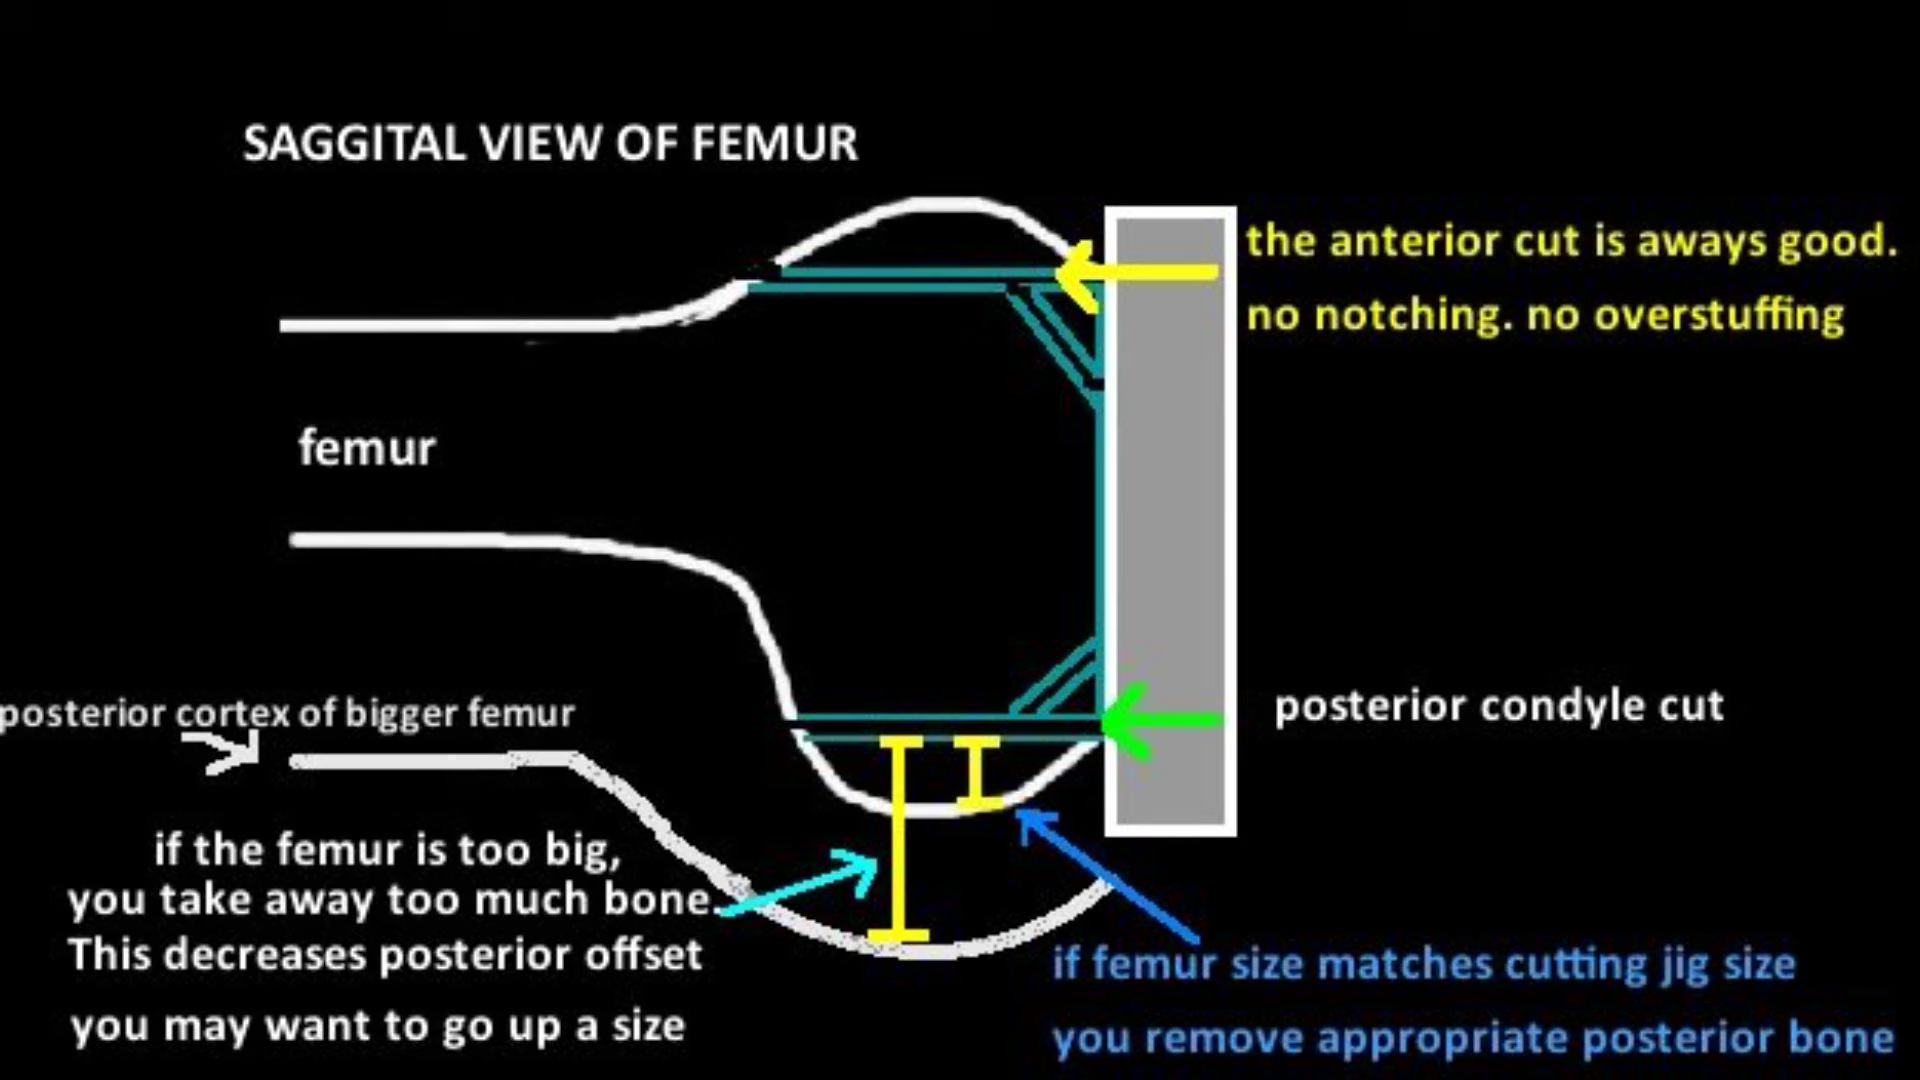 SAGGITAL VIEW OF FEMUR
the anterior cut is aways good.
no notching. no overstuffing
femur
posterior condyle cut
posterior cortex of bigger femur
if the femur is too big,
you take away too much bone.
This decreases posterior offset
you may want to go up a size
if femur size matches cutting jig size
you remove appropriate posterior bone